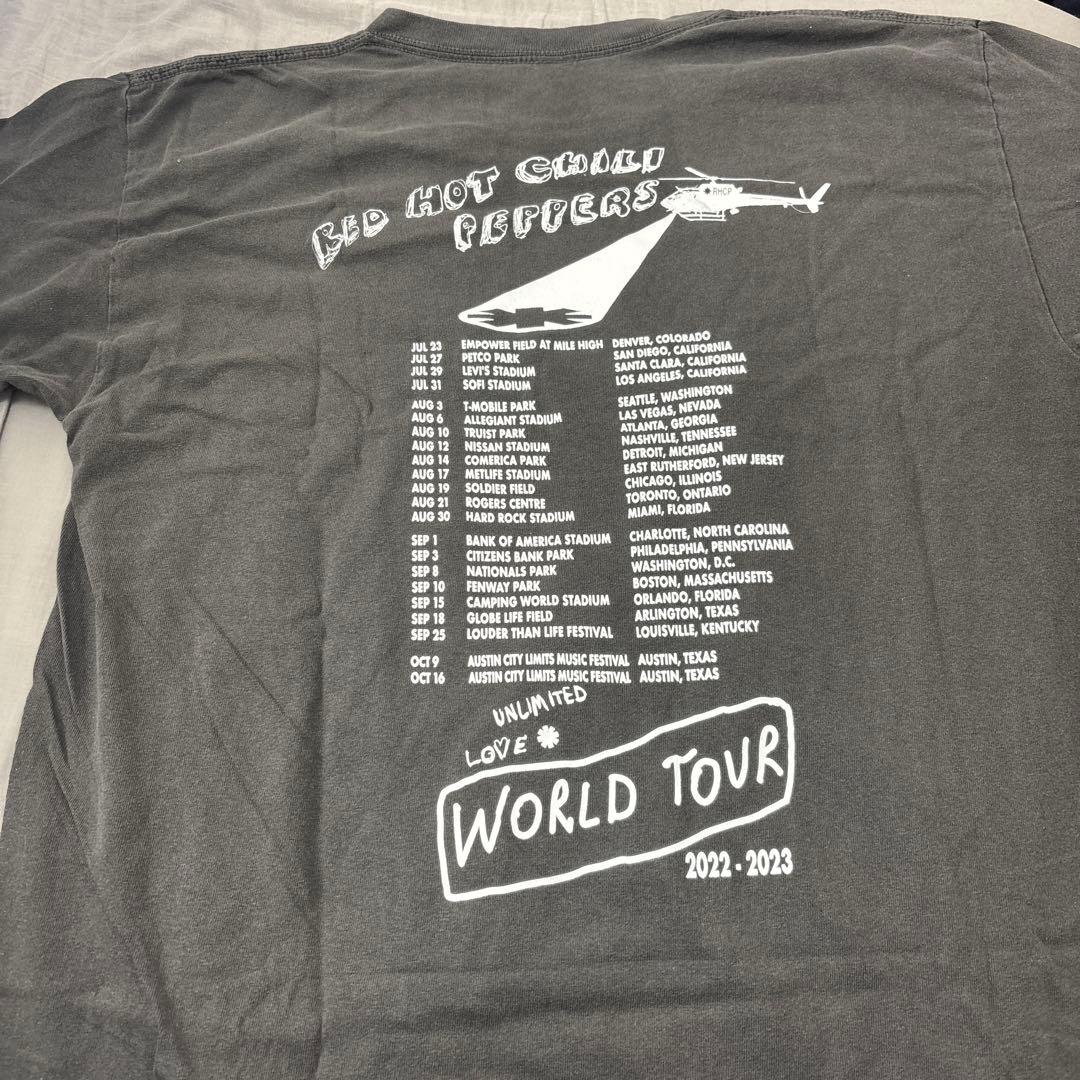 RED HOT CHILI
PEPPERS
RHCP
JUL 23 EMPOWER FIELD AT MILE HIGH DENVER, COLORADO
JUL 27 PETCO PARK SAN DIEGO, CALIFORNIA
JUL 29 LEVI'S STADIUM SANTA CLARA, CALIFORNIA
JUL 31 SOFI STADIUM LOS ANGELES, CALIFORNIA
AUG 3 T-MOBILE PARK SEATTLE, WASHINGTON
AUG 6 ALLEGIANT STADIUM LAS VEGAS, NEVADA
AUG 10 TRUIST PARK ATLANTA, GEORGIA
AUG 12 NISSAN STADIUM NASHVILLE, TENNESSEE
AUG 14 COMERICA PARK DETROIT, MICHIGAN
AUG 17 METLIFE STADIUM EAST RUTHERFORD, NEW JERSEY
AUG 19 SOLDIER FIELD CHICAGO, ILLINOIS
AUG 21 ROGERS CENTRE TORONTO, ONTARIO
AUG 30 HARD ROCK STADIUM MIAMI, FLORIDA
SEP 1 BANK OF AMERICA STADIUM CHARLOTTE, NORTH CAROLINA
SEP 3 CITIZENS BANK PARK PHILADELPHIA, PENNSYLVANIA
SEP 8 NATIONALS PARK WASHINGTON, D.C.
SEP 10 FENWAY PARK BOSTON, MASSACHUSETTS
SEP 15 CAMPING WORLD STADIUM ORLANDO, FLORIDA
SEP 18 GLOBE LIFE FIELD ARLINGTON, TEXAS
SEP 25 LOUDER THAN LIFE FESTIVAL LOUISVILLE, KENTUCKY
OCT 9 AUSTIN CITY LIMITS MUSIC FESTIVAL AUSTIN, TEXAS
OCT 16 AUSTIN CITY LIMITS MUSIC FESTIVAL AUSTIN, TEXAS
UNLIMITED
LOVE
WORLD TOUR
2022 - 2023